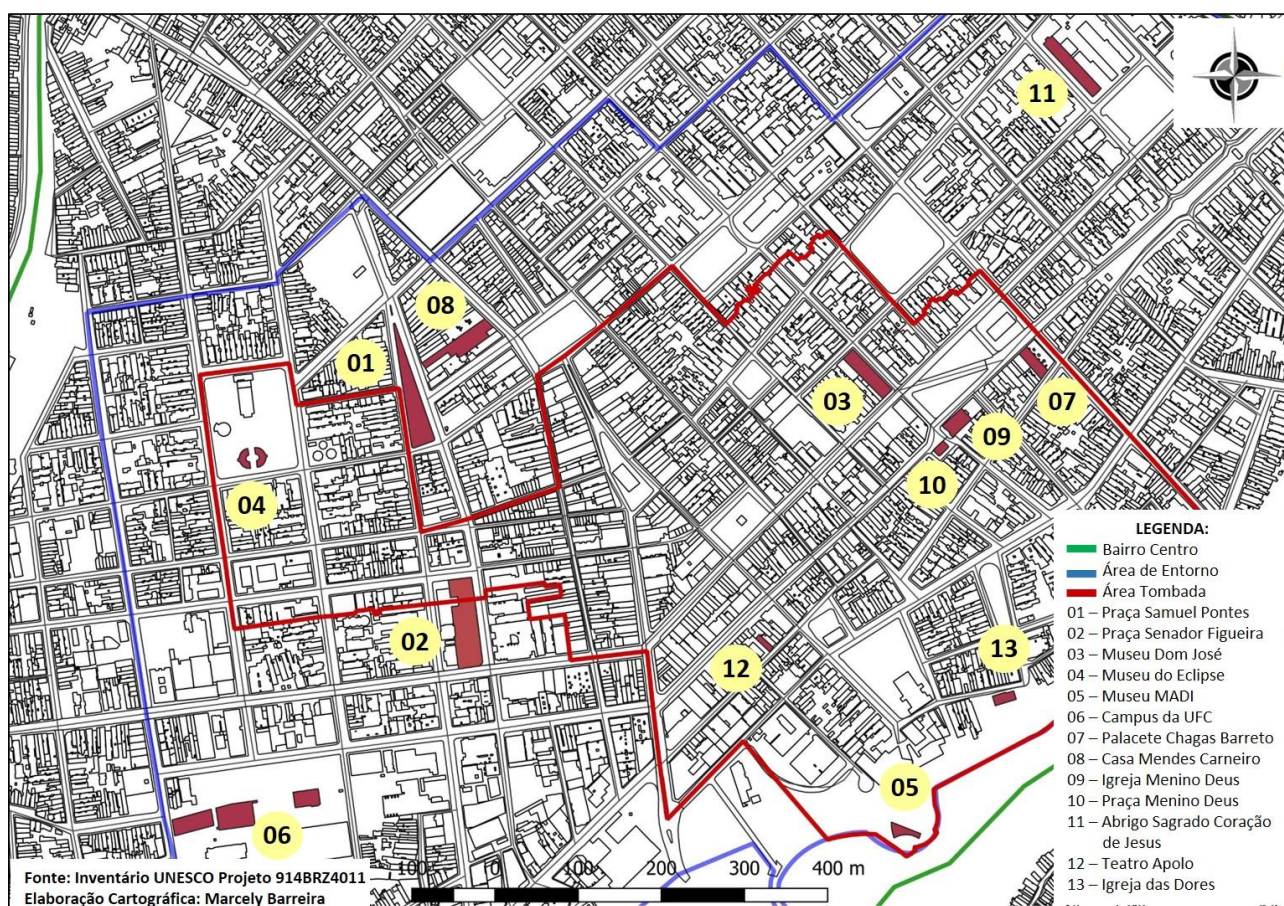 11
08
01
03
07
09
04
10
02
12
13
05
06
LEGENDA:
Bairro Centro
Área de Entorno
Área Tombada
01 – Praça Samuel Pontes
02 – Praça Senador Figueira
03 – Museu Dom José
04 – Museu do Eclipse
05 – Museu MADI
06 – Campus da UFC
07 – Palacete Chagas Barreto
08 – Casa Mendes Carneiro
09 – Igreja Menino Deus
10 – Praça Menino Deus
11 – Abrigo Sagrado Coração
de Jesus
12 – Teatro Apolo
13 – Igreja das Dores
100 0 100 200 300 400 m
Fonte: Inventário UNESCO Projeto 914BRZ4011
Elaboração Cartográfica: Marcely Barreira